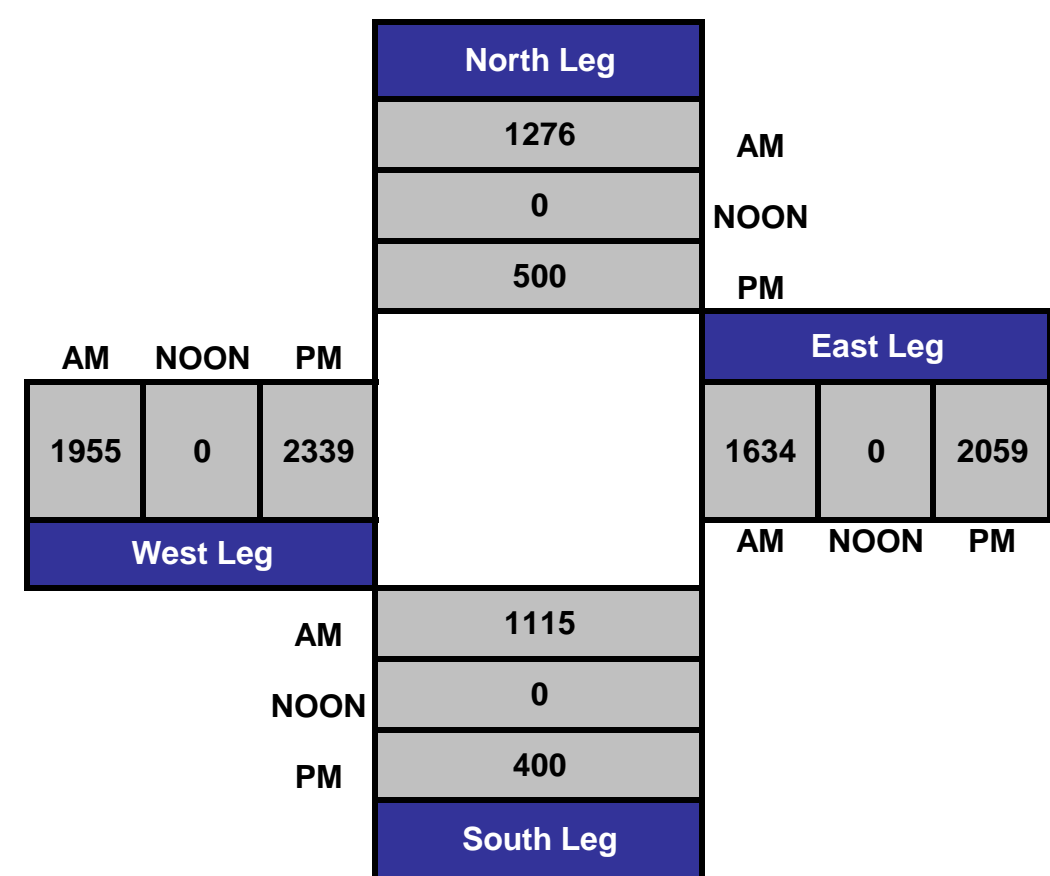 North Leg
1276
AM
0
NOON
500
PM
East Leg
AM NOON PM
1955 0 2339
1634 0 2059
West Leg
AM NOON PM
AM
1115
NOON
0
PM
400
South Leg